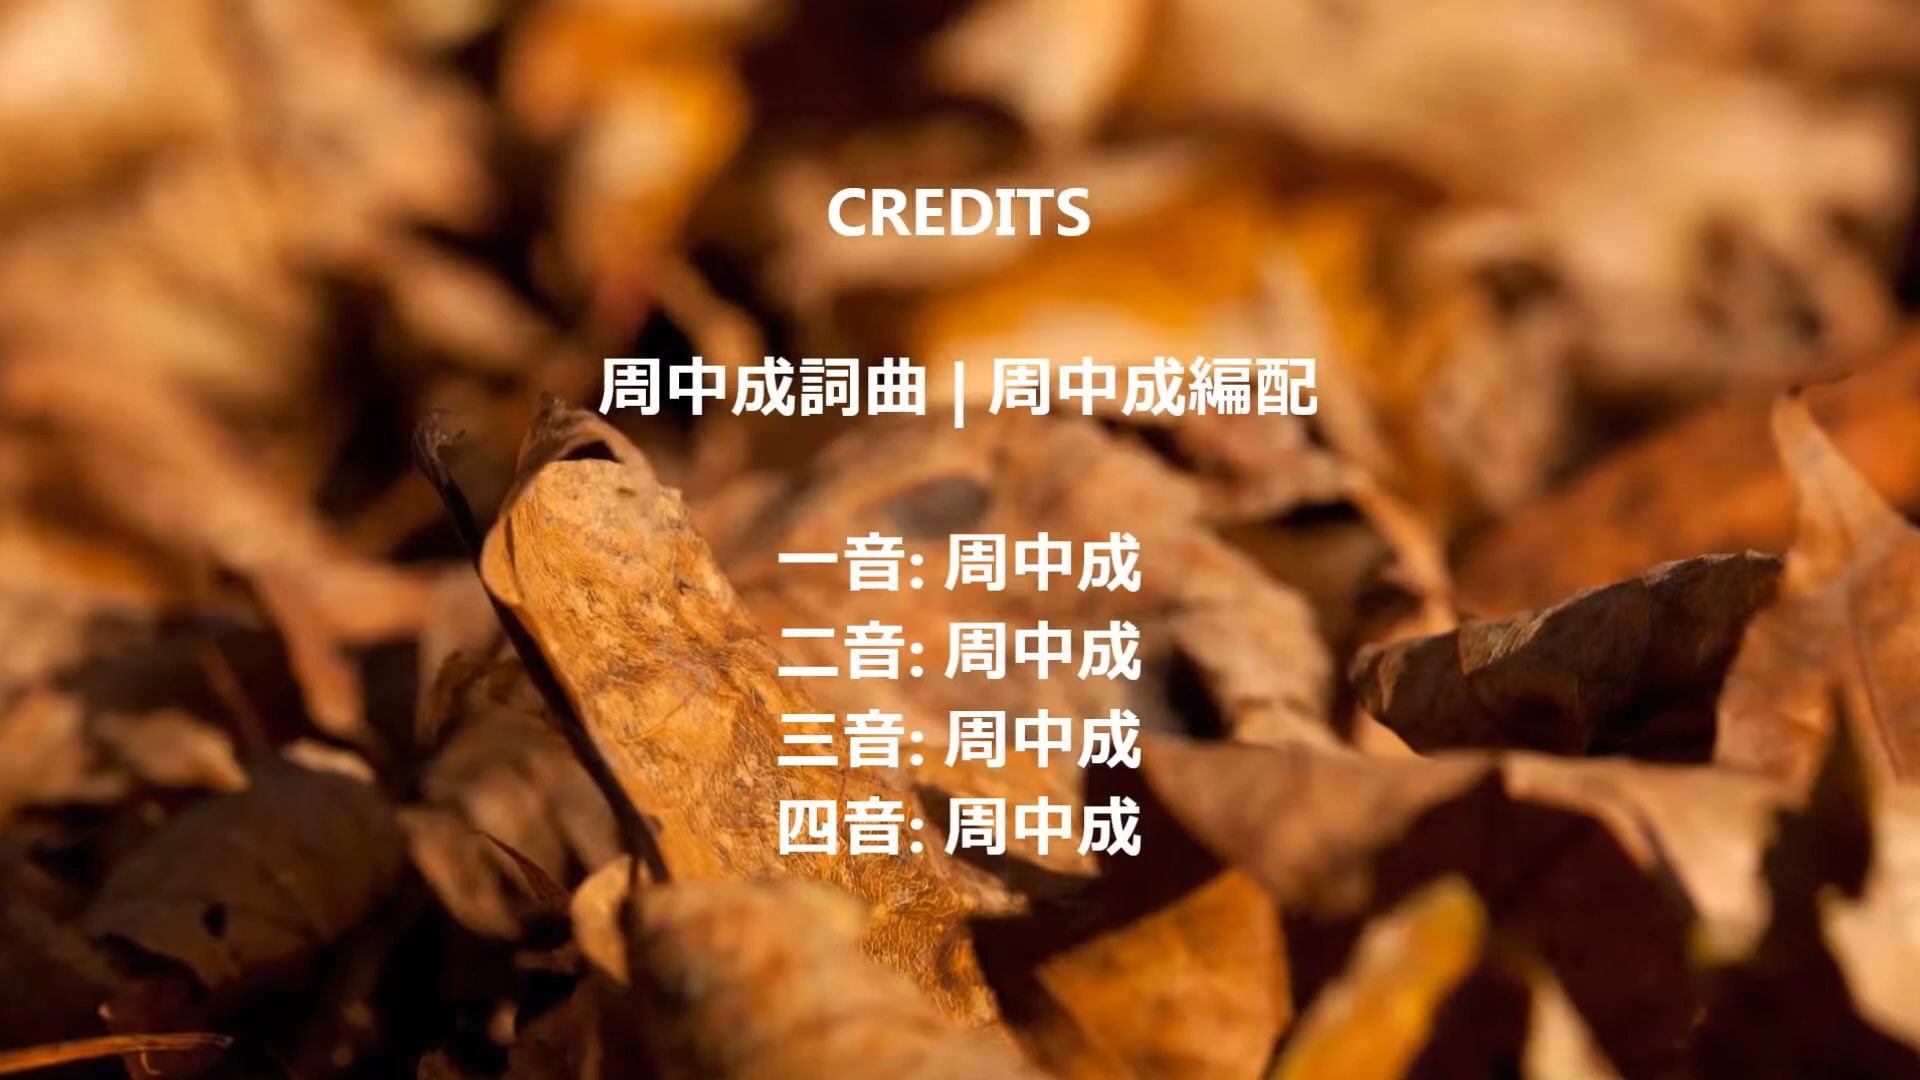 CREDITS
周中成詞曲 | 周中成編配
一音: 周中成
二音: 周中成
三音: 周中成
四音: 周中成